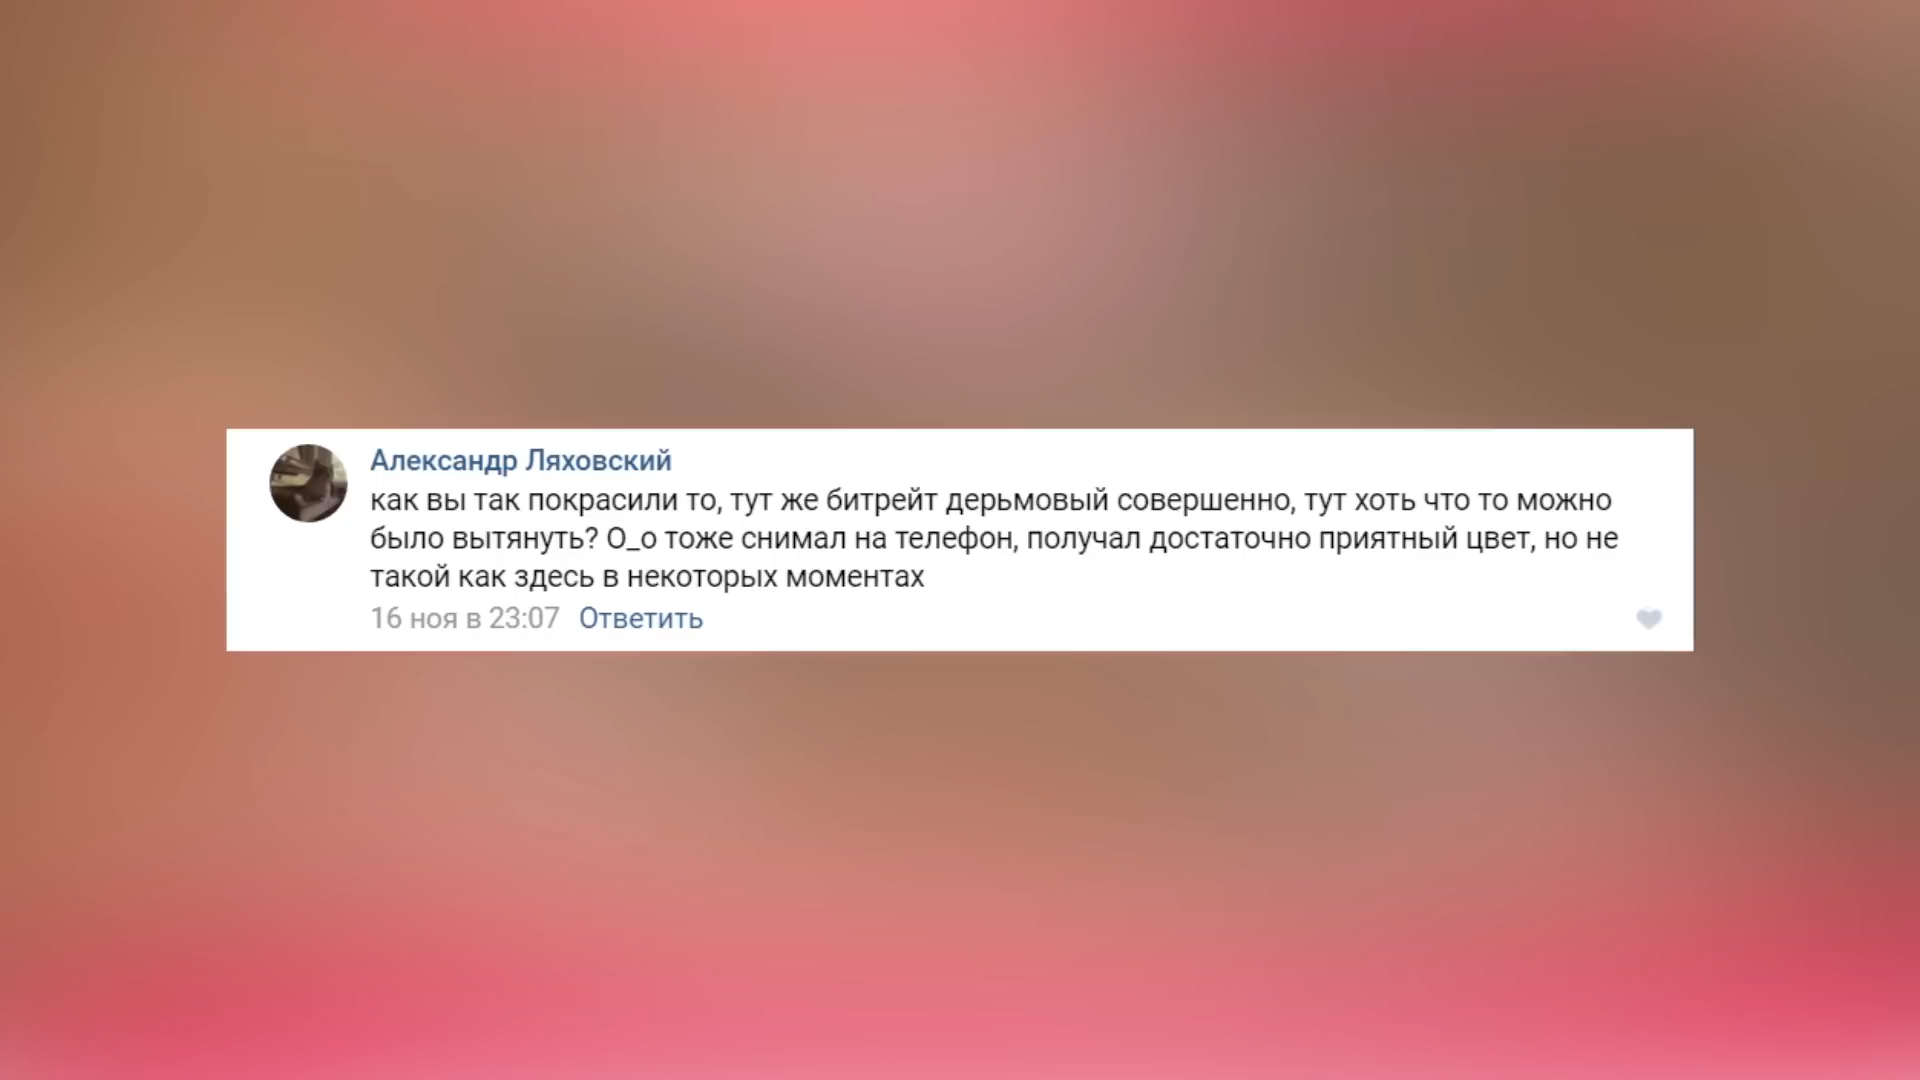 Александр Ляховский
как вы так покрасили то, тут же битрейт дерьмовый совершенно, тут хоть что то можно
было вытянуть? О_о тоже снимал на телефон, получал достаточно приятный цвет, но не
такой как здесь в некоторых моментах
16 ноя в 23:07 Ответить